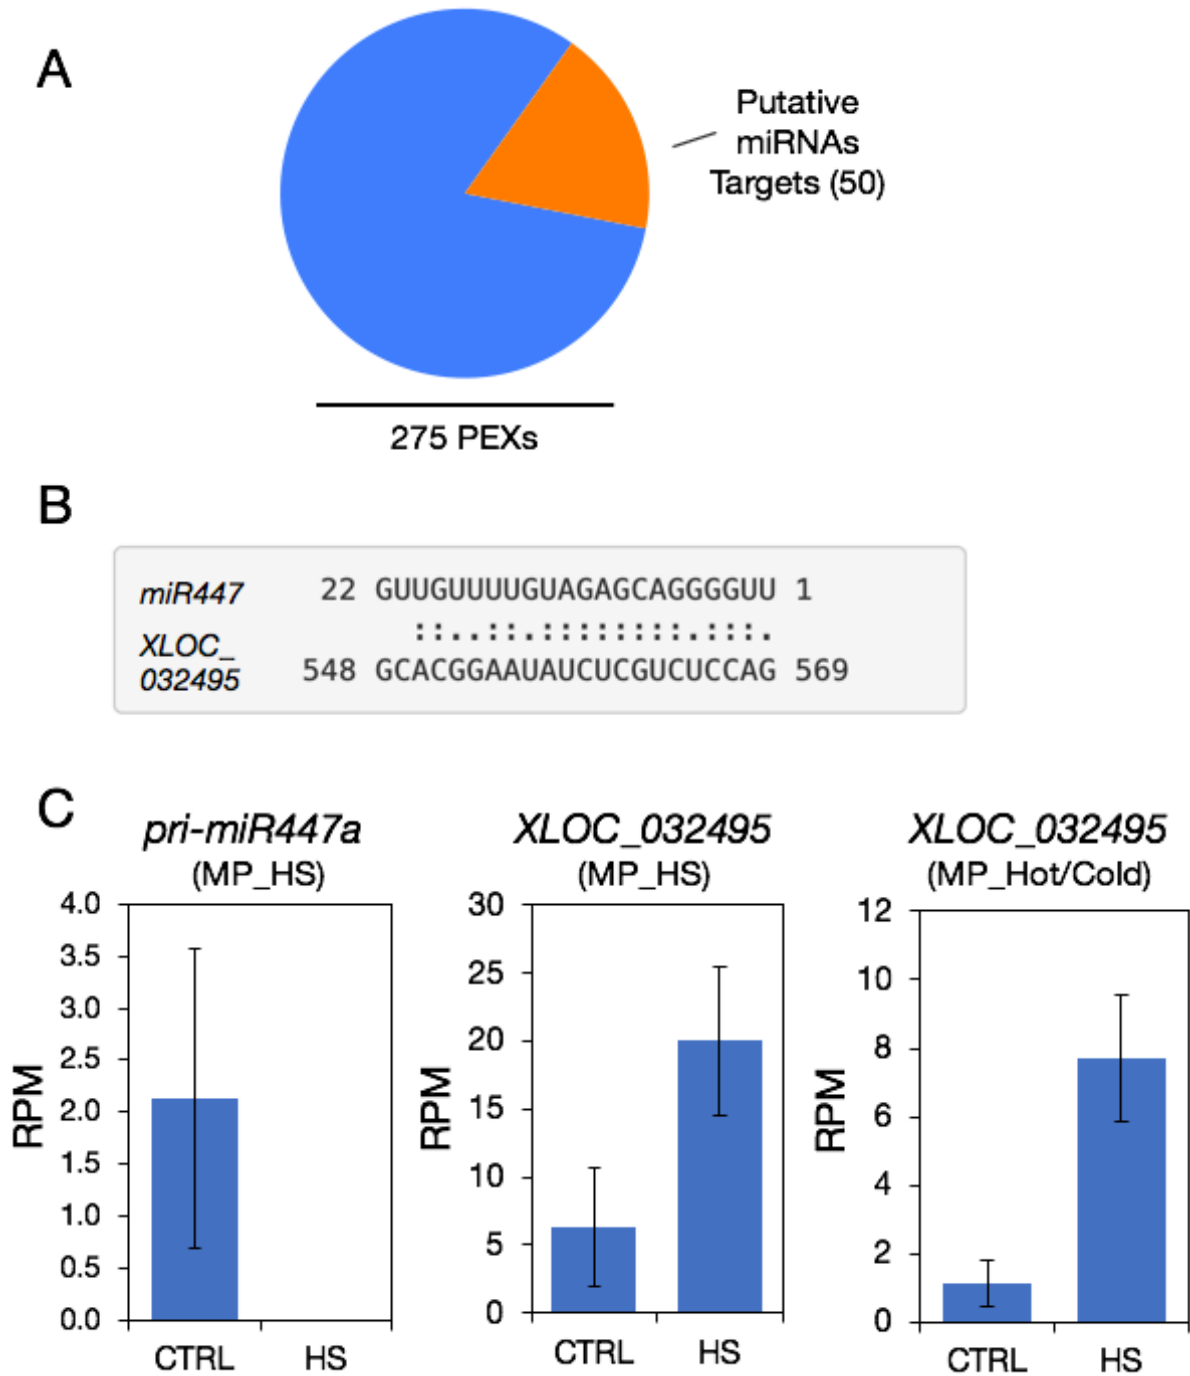 A
Putative
miRNAs
Targets (50)
275 PEXs
B
miR447 22 GUUGUUUUGUAGAGCAGGGGUU 1
::..::.::::::::.:::.
XLOC_
032495 548 GCACGGAAUAUCUCGUCUCCAG 569
C
pri-miR447a
(MP_HS)
4.0
3.5
3.0
2.5
2.0
1.5
1.0
0.5
0.0
RPM
CTRL HS
XLOC_032495
(MP_HS)
30
25
20
15
10
5
0
RPM
CTRL HS
XLOC_032495
(MP_Hot/Cold)
12
10
8
6
4
2
0
RPM
CTRL HS